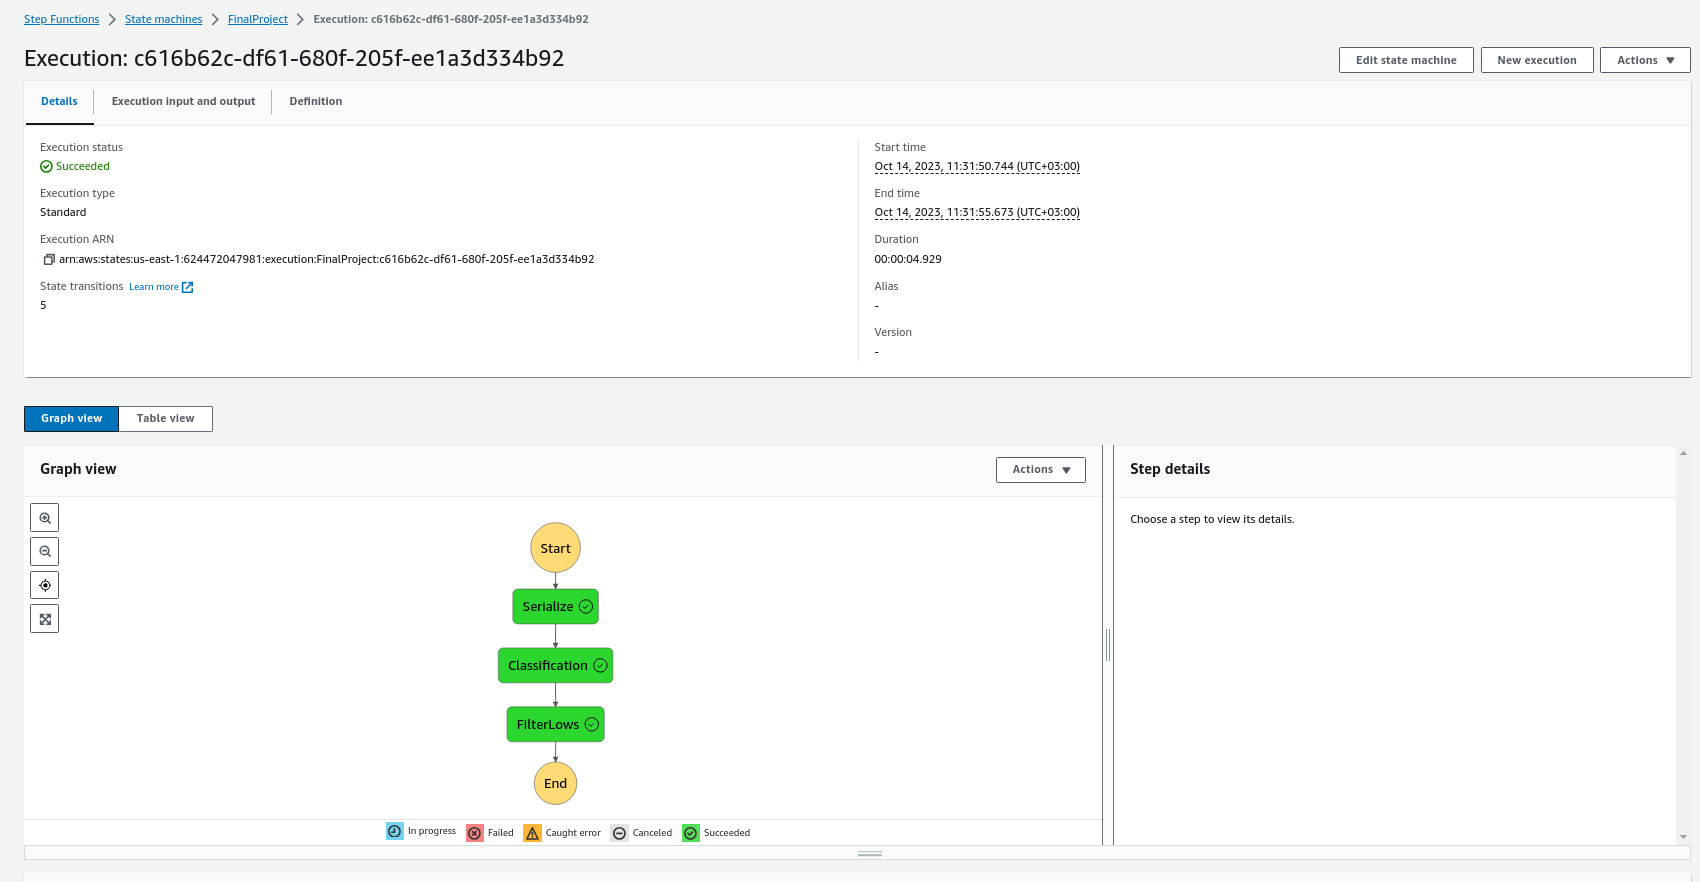 Step Functions > State machines > FinalProject > Execution: c616b62c-df61-680f-205f-ee1a3d334b92
Execution: c616b62c-df61-680f-205f-ee1a3d334b92
Edit state machine
New execution
Actions
Details
Execution input and output
Definition
Execution status
Succeeded
Execution type
Standard
Execution ARN
arn:aws:states:us-east-1:624472047981:execution:FinalProject:c616b62c-df61-680f-205f-ee1a3d334b92
State transitions Learn more
5
Start time
Oct 14, 2023, 11:31:50.744 (UTC+03:00)
End time
Oct 14, 2023, 11:31:55.673 (UTC+03:00)
Duration
00:00:04.929
Alias
-
Version
-
Graph view
Table view
Graph view
Actions
Start
Serialize
Classification
FilterLows
End
In progress
Failed
Caught error
Canceled
Succeeded
Step details
Choose a step to view its details.